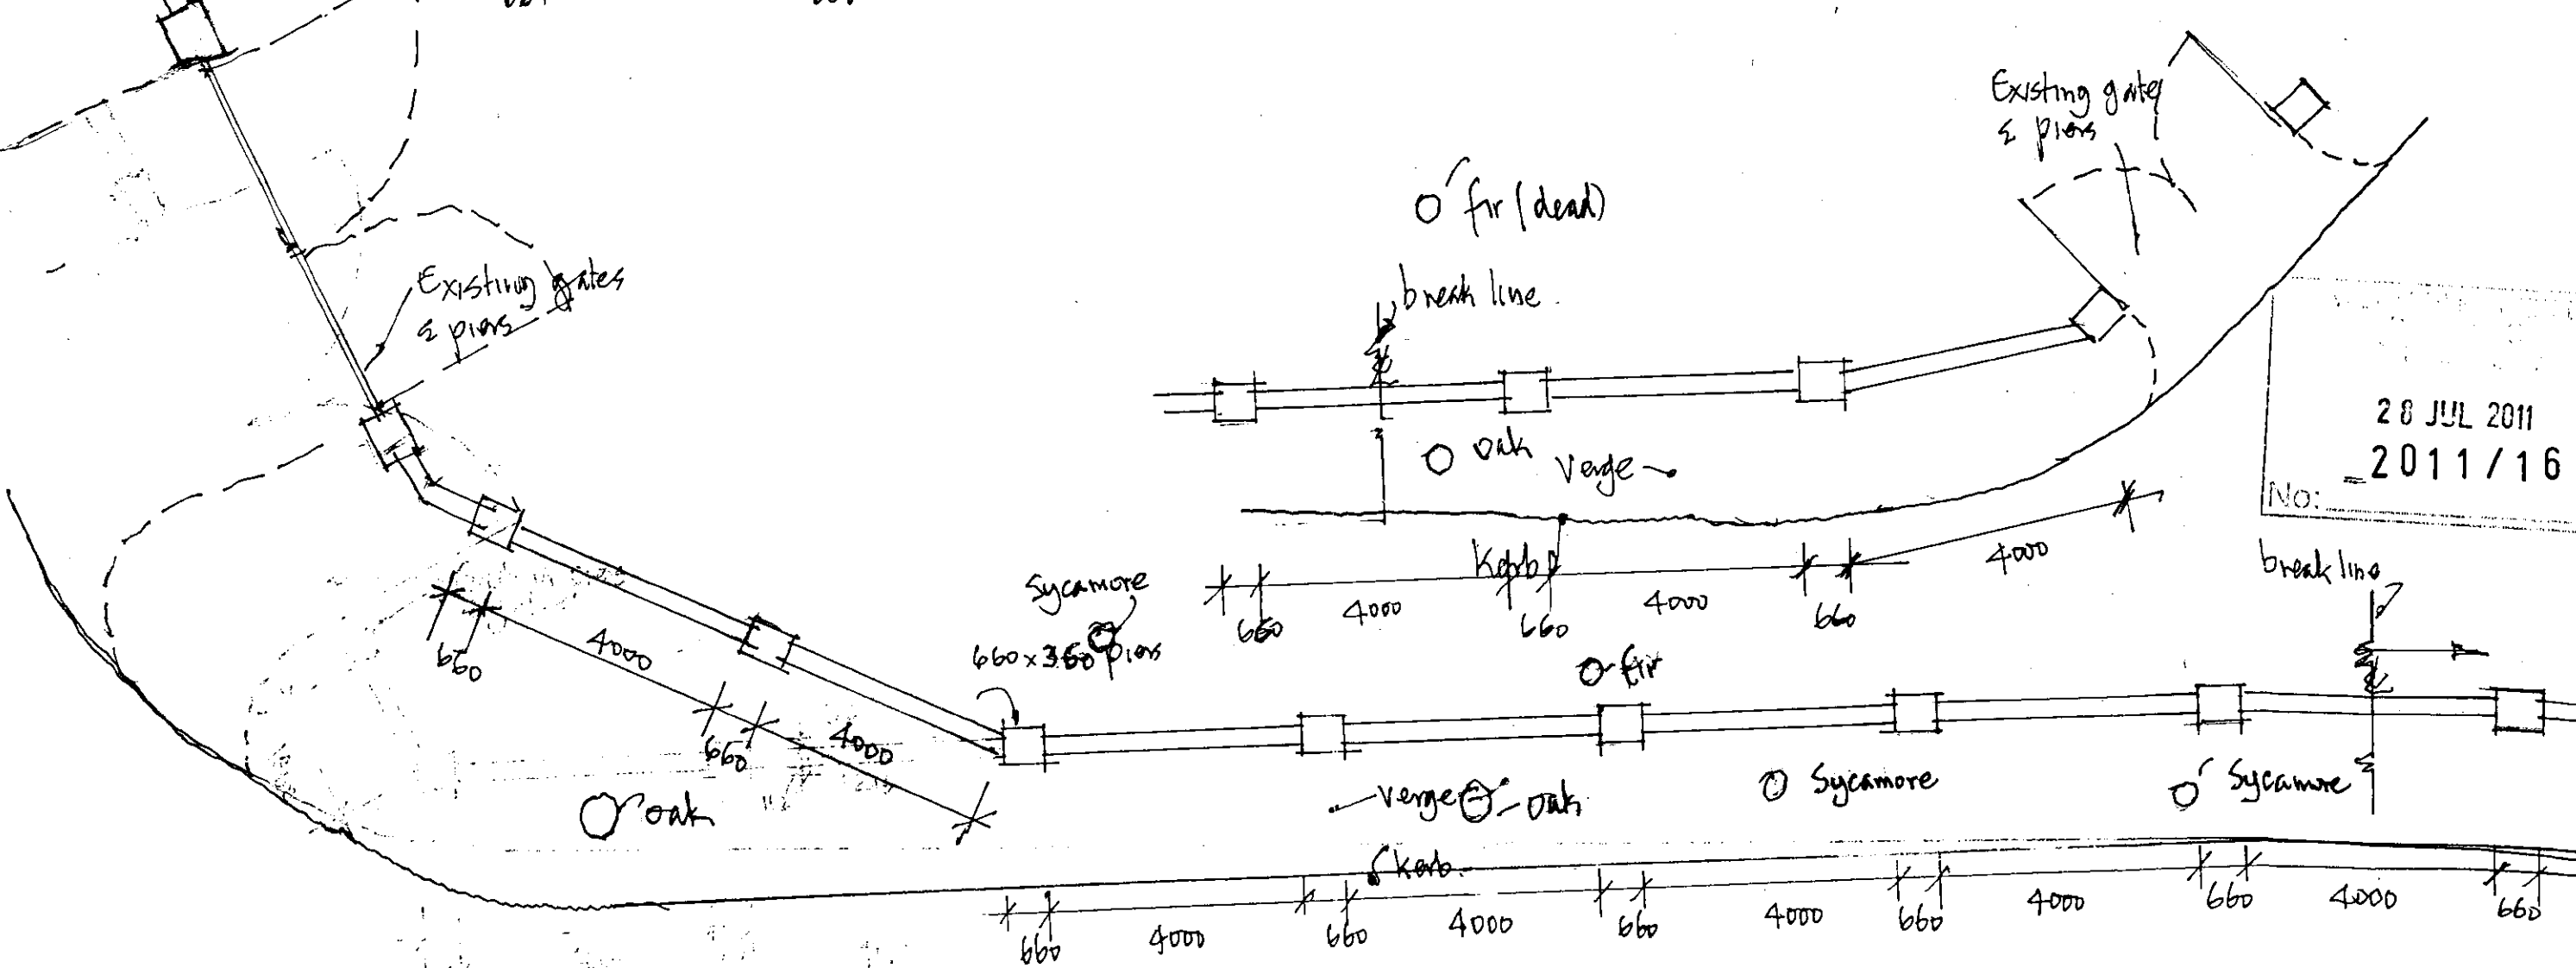 Existing gates
& piers
fir (dead)
break line
Existing gates
& piers
oak
Verge
28 JUL 2011
2011/16
No:
Kerb
4000
break line
660
4000
660
4000
660
Sycamore
660x360 piers
fir
660
4000
660
4000
oak
Verge
oak
Sycamore
Sycamore
Kerb
660
4000
660
4000
660
4000
660
4000
660
4000
660